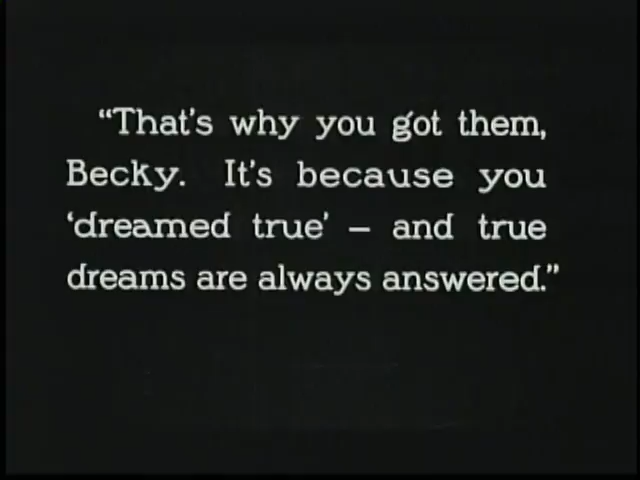 “That's why you got them,
Becky. It's because you
‘dreamed true’ – and true
dreams are always answered.”